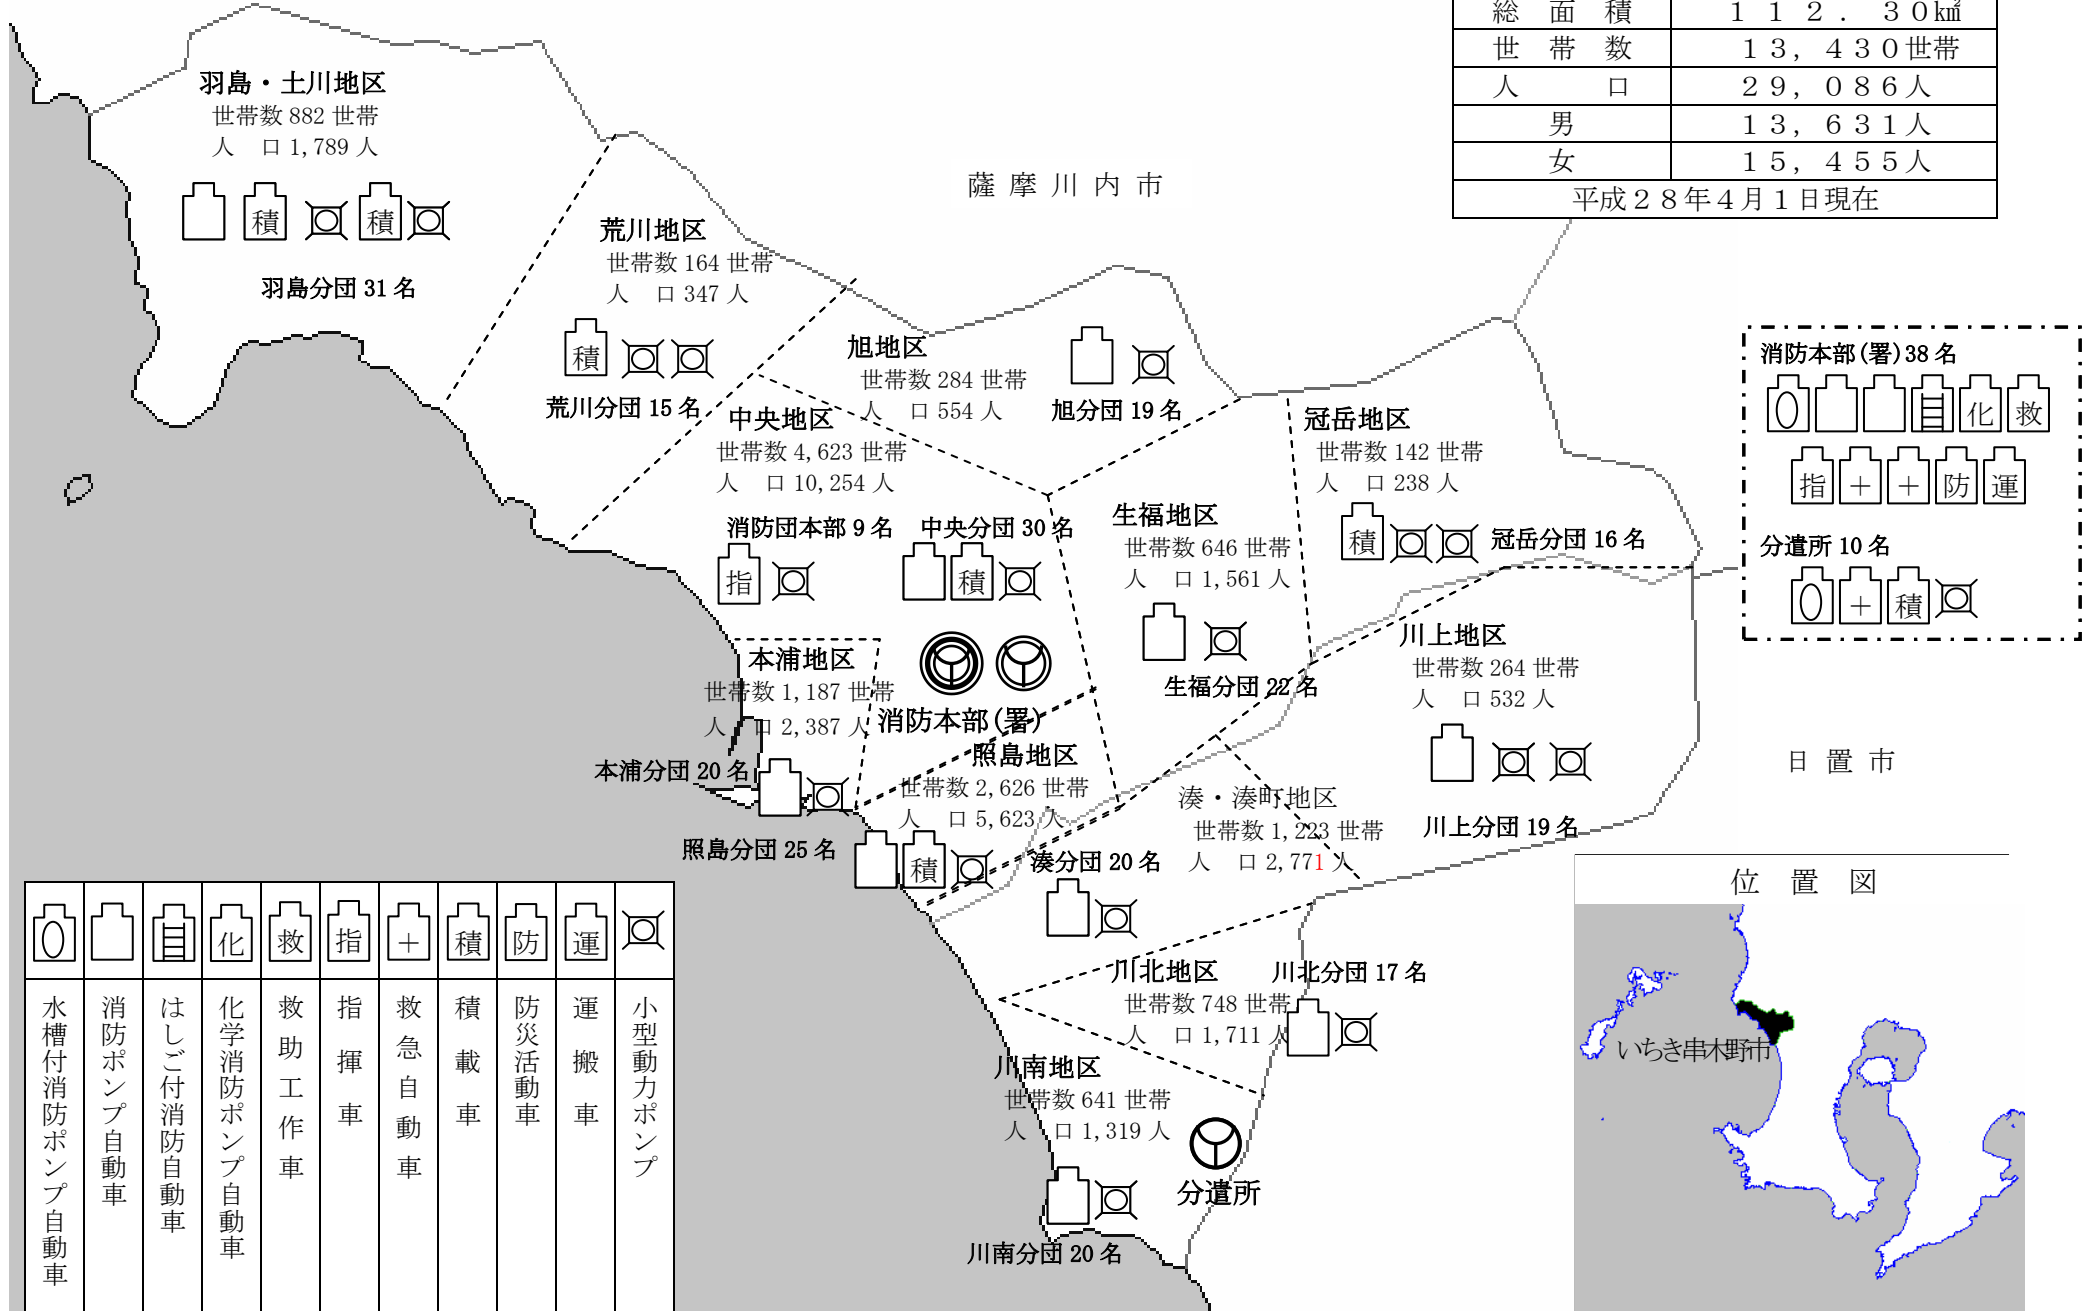 総面積 112.30㎢
世帯数 13,430世帯
人口 29,086人
男 13,631人
女 15,455人
平成28年4月1日現在
羽島・土川地区
世帯数 882 世帯
人 口 1,789 人
積 積
羽島分団 31 名
薩摩川内市
荒川地区
世帯数 164 世帯
人 口 347 人
積
荒川分団 15 名
旭地区
世帯数 284 世帯
人 口 554 人
旭分団 19 名
中央地区
世帯数 4,623 世帯
人 口 10,254 人
消防団本部 9 名
指
中央分団 30 名
積
消防本部(署)
冠岳地区
世帯数 142 世帯
人 口 238 人
積
冠岳分団 16 名
生福地区
世帯数 646 世帯
人 口 1,561 人
生福分団 22 名
消防本部(署)38 名
化 救
指 + + 防 運
分遣所 10 名
+ 積
本浦地区
世帯数 1,187 世帯
人 口 2,387 人
本浦分団 20 名
照島地区
世帯数 2,626 世帯
人 口 5,623 人
照島分団 25 名
積
川上地区
世帯数 264 世帯
人 口 532 人
川上分団 19 名
日置市
湊・湊町地区
世帯数 1,223 世帯
人 口 2,771 人
湊分団 20 名
川北地区
世帯数 748 世帯
人 口 1,711 人
川北分団 17 名
川南地区
世帯数 641 世帯
人 口 1,319 人
分遣所
川南分団 20 名
化 救 指 + 積 防 運
水槽付消防ポンプ自動車
消防ポンプ自動車
はしご付消防自動車
化学消防ポンプ自動車
救助工作車
指揮車
救急自動車
積載車
防災活動車
運搬車
小型動力ポンプ
位置図
いちき串木野市